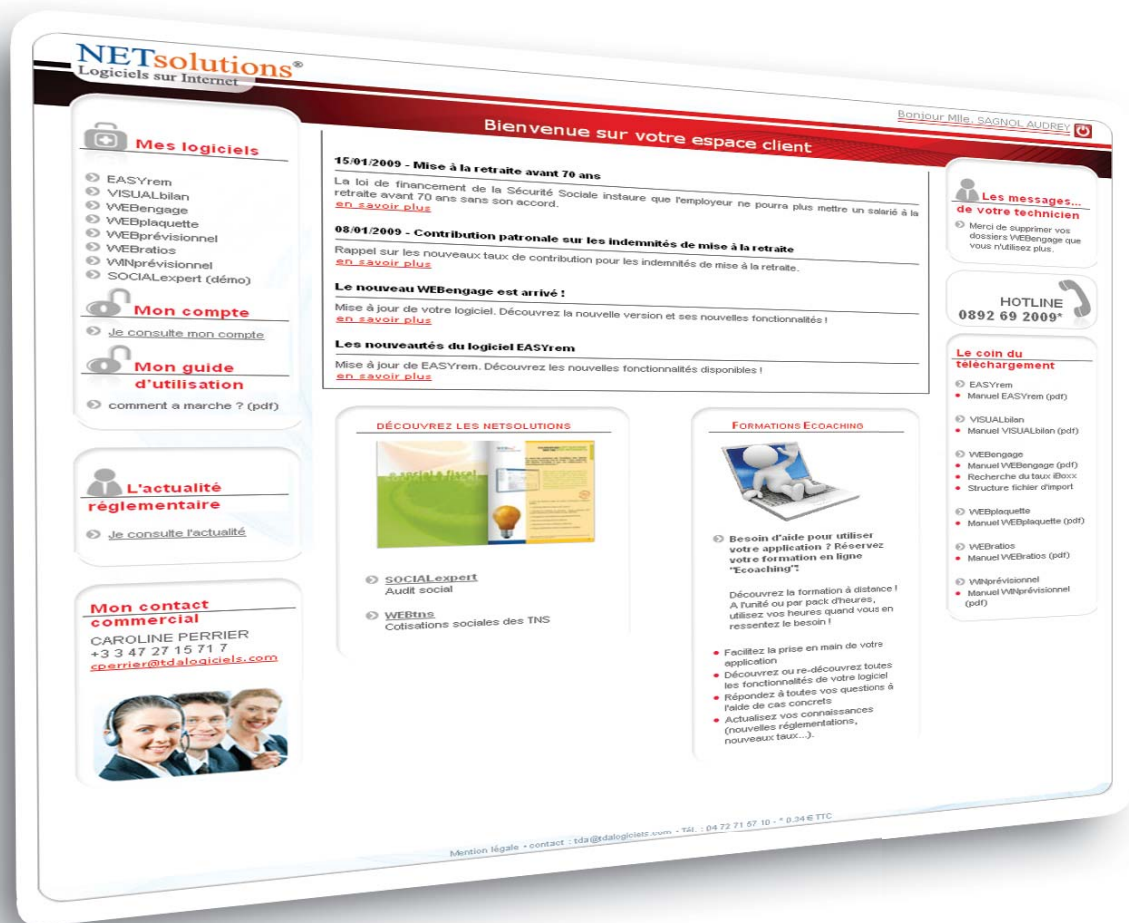 NETsolutions®
Logiciels sur Internet
Bonjour Mlle. SAGNOL AUDREY
Bienvenue sur votre espace client
Mes logiciels
EASYrem
VISUALbilan
WEBengage
WEBplaquette
WEBprévisionnel
WEBratios
WINprévisionnel
SOCIALexpert (démo)
Mon compte
Je consulte mon compte
Mon guide
d'utilisation
comment a marche ? (pdf)
L'actualité
réglementaire
Je consulte l'actualité
Mon contact
commercial
CAROLINE PERRIER
+3 3 47 27 15 71 7
cperrier@tdalogiciels.com
15/01/2009 - Mise à la retraite avant 70 ans
La loi de financement de la Sécurité Sociale instaure que l'employeur ne pourra plus mettre un salarié à la
retraite avant 70 ans sans son accord.
en savoir plus
08/01/2009 - Contribution patronale sur les indemnités de mise à la retraite
Rappel sur les nouveaux taux de contribution pour les indemnités de mise à la retraite.
en savoir plus
Le nouveau WEBengage est arrivé !
Mise à jour de votre logiciel. Découvrez la nouvelle version et ses nouvelles fonctionnalités !
en savoir plus
Les nouveautés du logiciel EASYrem
Mise à jour de EASYrem. Découvrez les nouvelles fonctionnalités disponibles !
en savoir plus
DÉCOUVREZ LES NETSOLUTIONS
e social & fiscal
SOCIALexpert
Audit social
WEBtns
Cotisations sociales des TNS
FORMATIONS ECOACHING
Besoin d'aide pour utiliser
votre application ? Réservez
votre formation en ligne
"Ecoaching"!
Découvrez la formation à distance !
A l'unité ou par pack d'heures,
utilisez vos heures quand vous en
ressentez le besoin !
Facilitez la prise en main de votre
application
Découvrez ou re-découvrez toutes
les fonctionnalités de votre logiciel
Répondez à toutes vos questions à
l'aide de cas concrets
Actualisez vos connaissances
(nouvelles réglementations,
nouveaux taux...).
Les messages...
de votre technicien
Merci de supprimer vos
dossiers WEBengage que
vous n'utilisez plus.
HOTLINE
0892 69 2009*
Le coin du
téléchargement
EASYrem
Manuel EASYrem (pdf)
VISUALbilan
Manuel VISUALbilan (pdf)
WEBengage
Manuel WEBengage (pdf)
Recherche du taux iBoxx
Structure fichier d'import
WEBplaquette
Manuel WEBplaquette (pdf)
WEBratios
Manuel WEBratios (pdf)
WINprévisionnel
Manuel WINprévisionnel
(pdf)
Mention légale - contact : tda@tdalogiciels.com - Tél. : 04 72 71 57 10 - * 0.34 € TTC